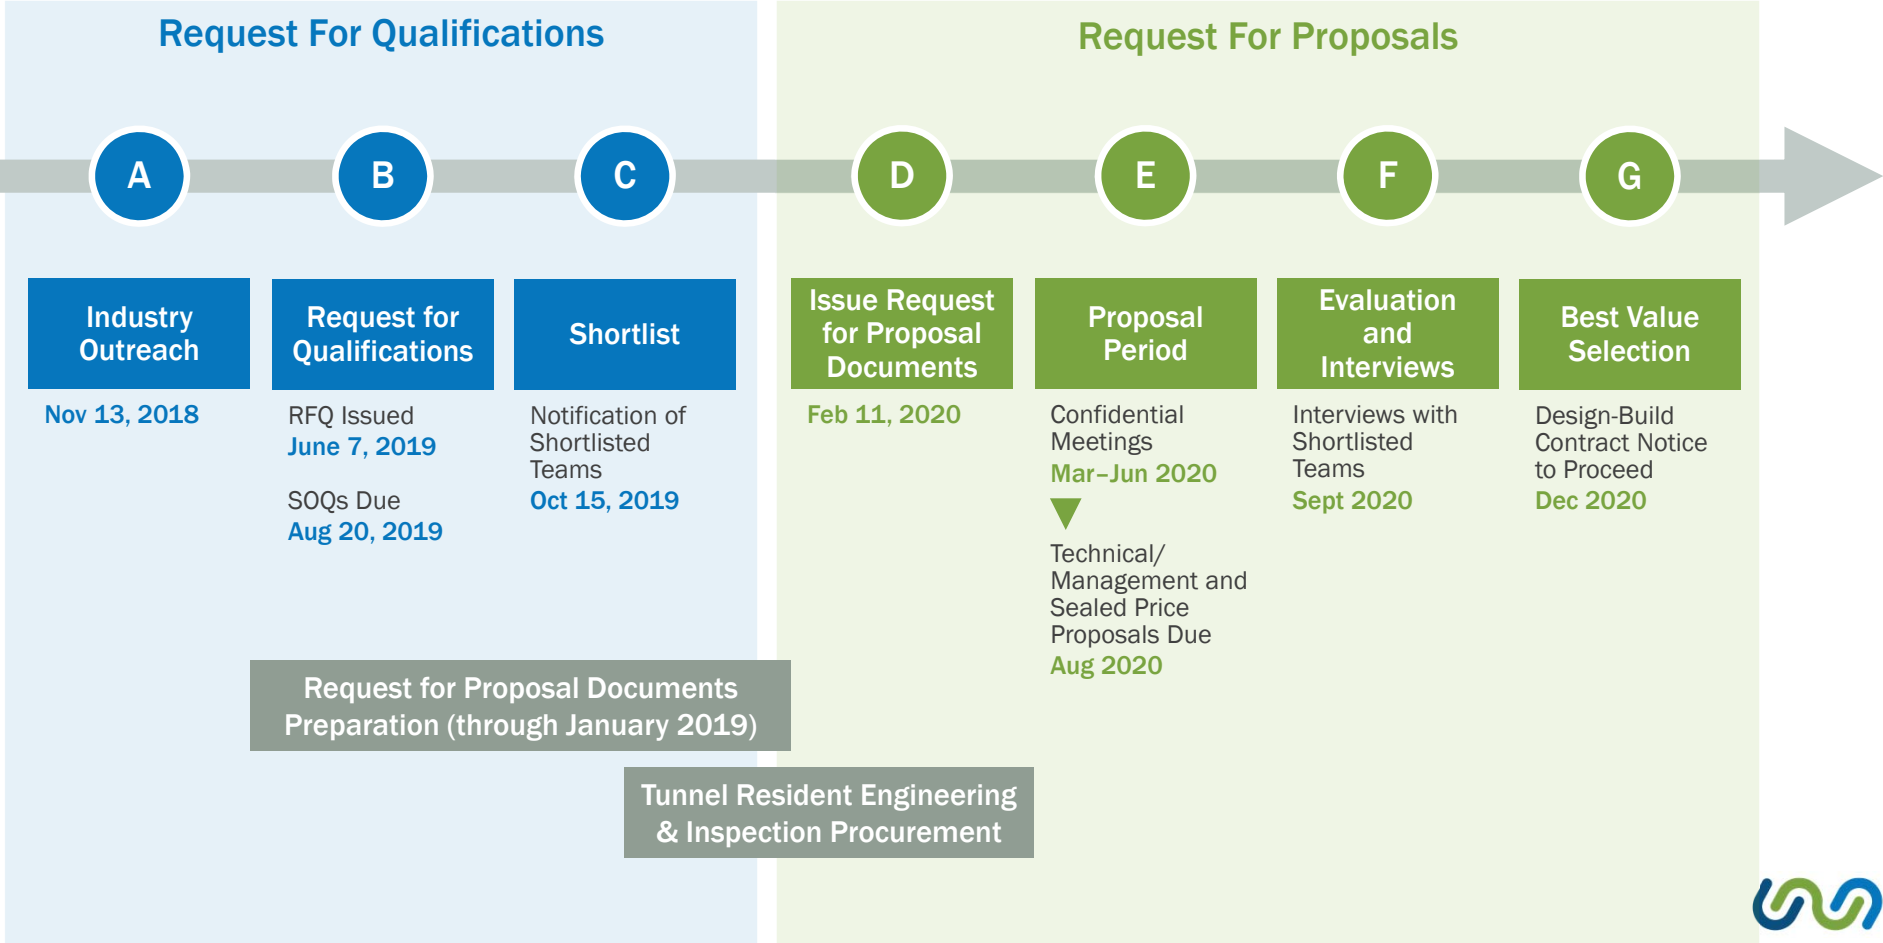 Request For Qualifications
Request For Proposals
A
B
C
D
E
F
G
Industry
Outreach
Nov 13, 2018
Request for
Qualifications
RFQ Issued
June 7, 2019
SOQs Due
Aug 20, 2019
Shortlist
Notification of
Shortlisted
Teams
Oct 15, 2019
Issue Request
for Proposal
Documents
Feb 11, 2020
Proposal
Period
Confidential
Meetings
Mar–Jun 2020
Technical/
Management and
Sealed Price
Proposals Due
Aug 2020
Evaluation
and
Interviews
Interviews with
Shortlisted
Teams
Sept 2020
Best Value
Selection
Design-Build
Contract Notice
to Proceed
Dec 2020
Request for Proposal Documents
Preparation (through January 2019)
Tunnel Resident Engineering
& Inspection Procurement